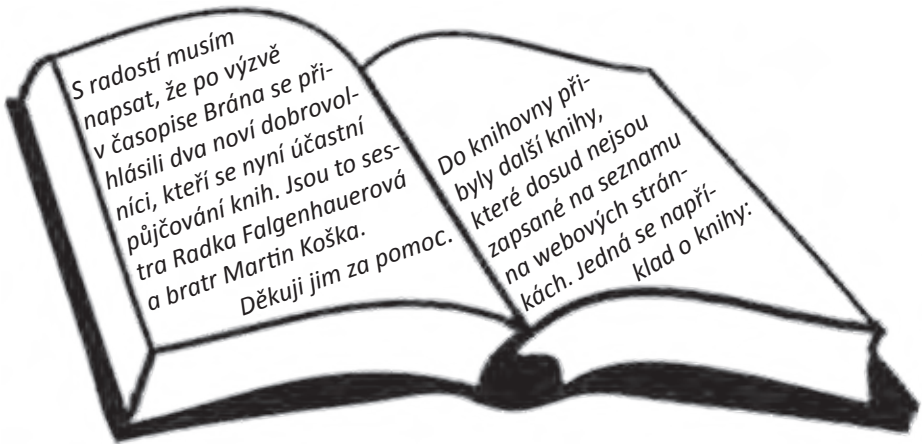 S radostí musím
napsat, že po výzvě
v časopise Brána se při-
hlásili dva noví dobrovol-
níci, kteří se nyní účastní
půjčování knih. Jsou to ses-
tra Radka Falgenhauerová
a bratr Martin Koška.
Děkuji jim za pomoc.
Do knihovny při-
byly další knihy,
které dosud nejsou
zapsané na seznamu
na webových strán-
kách. Jedná se napří-
klad o knihy: